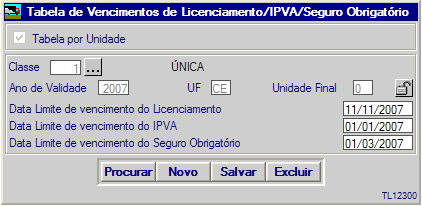 Tabela de Vencimentos de Licenciamento/IPVA/Seguro Obrigatório
Tabela por Unidade
Classe 1 ... ÚNICA
Ano de Validade 2007 UF CE Unidade Final 0
Data Limite de vencimento do Licenciamento 11/11/2007
Data Limite de vencimento do IPVA 01/01/2007
Data Limite de vencimento do Seguro Obrigatório 01/03/2007
Procurar Novo Salvar Excluir
TL12300